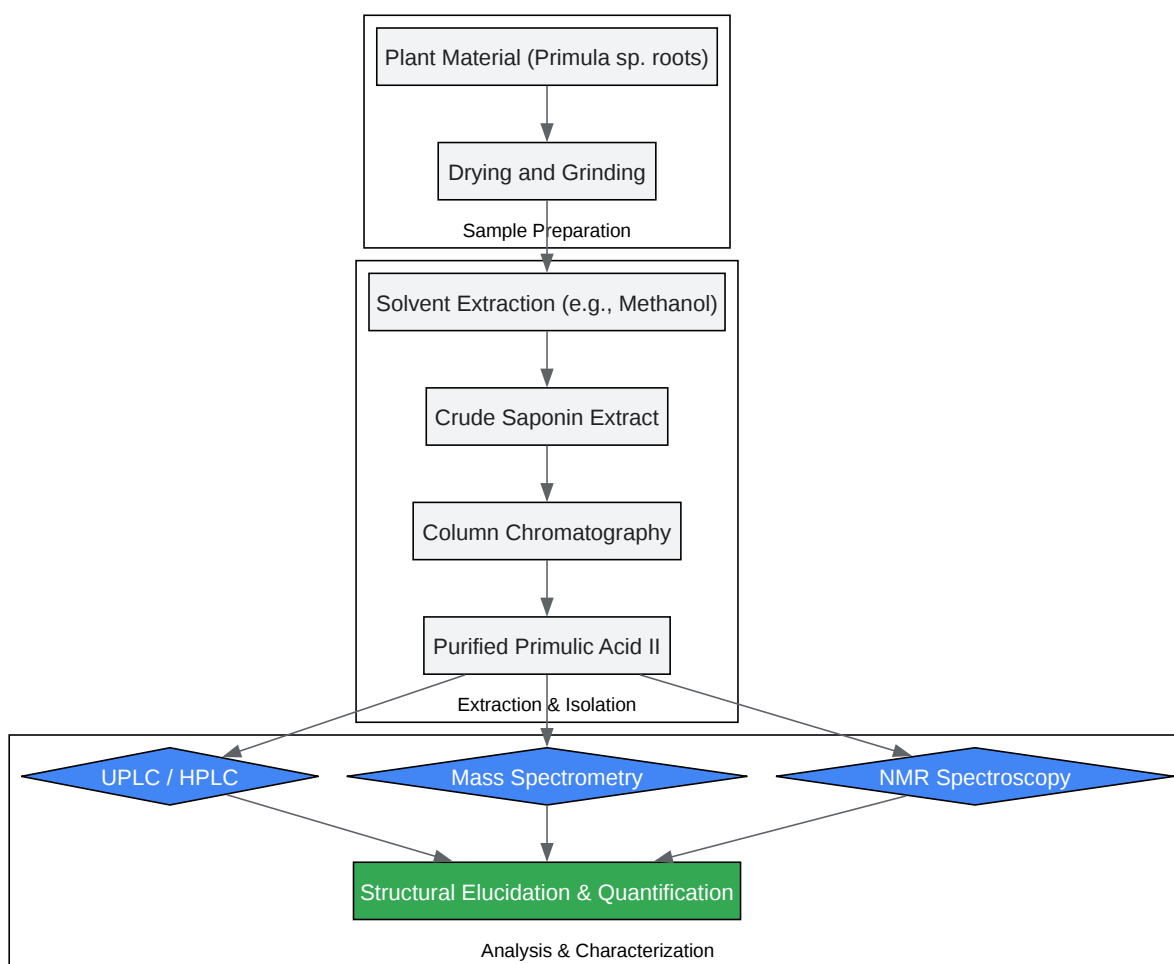 Plant Material (Primula sp. roots)
Drying and Grinding
Sample Preparation
Solvent Extraction (e.g., Methanol)
Crude Saponin Extract
Column Chromatography
Purified Primulic Acid II
Extraction & Isolation
UPLC / HPLC
Mass Spectrometry
NMR Spectroscopy
Structural Elucidation & Quantification
Analysis & Characterization